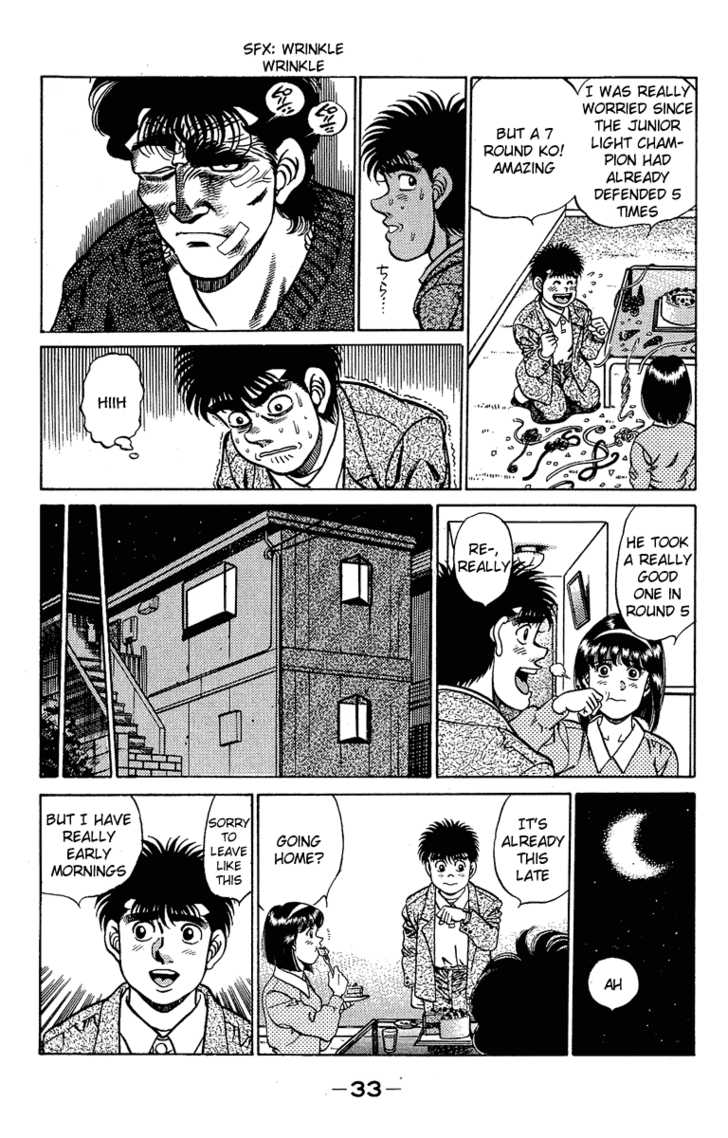 SFX: WRINKLE
WRINKLE
I WAS REALLY
WORRIED SINCE
THE JUNIOR
LIGHT CHAM-
PION HAD
ALREADY
DEFENDED 5
TIMES
BUT A 7
ROUND KO!
AMAZING
ちら…
HIIH
HE TOOK
A REALLY
GOOD
ONE IN
ROUND 5
RE-,
REALLY
AH
IT'S
ALREADY
THIS
LATE
GOING
HOME?
SORRY
TO
LEAVE
LIKE
THIS
BUT I HAVE
REALLY
EARLY
MORNINGS
—33—